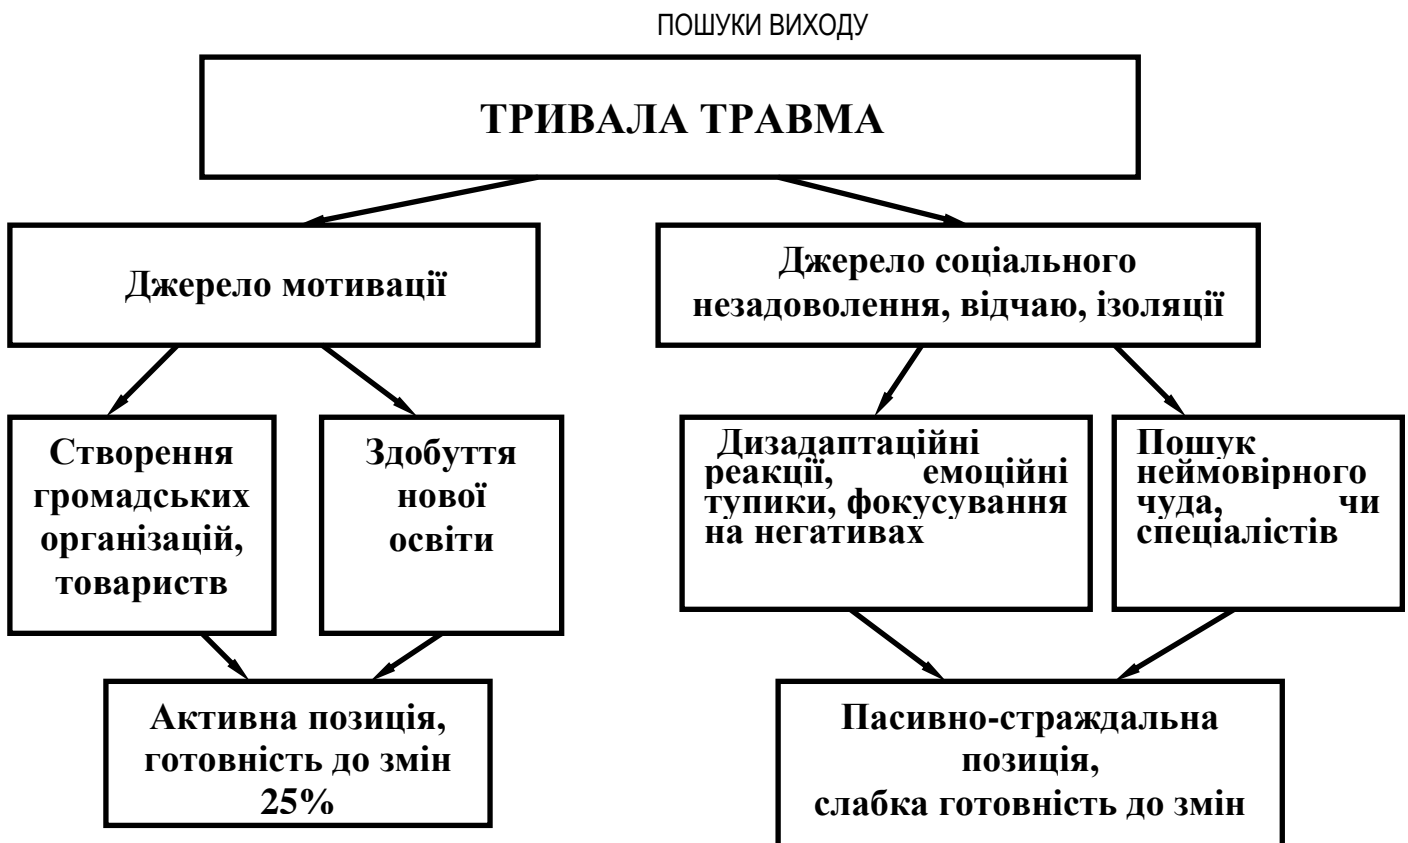 ПОШУКИ ВИХОДУ
ТРИВАЛА ТРАВМА
Джерело мотивації
Джерело соціального
незадоволення, відчаю, ізоляції
Створення
громадських
організацій,
товариств
Здобуття
нової
освіти
Дизадаптаційні
реакції, емоційні
тупики, фокусування
на негативах
Пошук
неймовірного
чуда, чи
спеціалістів
Активна позиція,
готовність до змін
25%
Пасивно-страждальна
позиція,
слабка готовність до змін